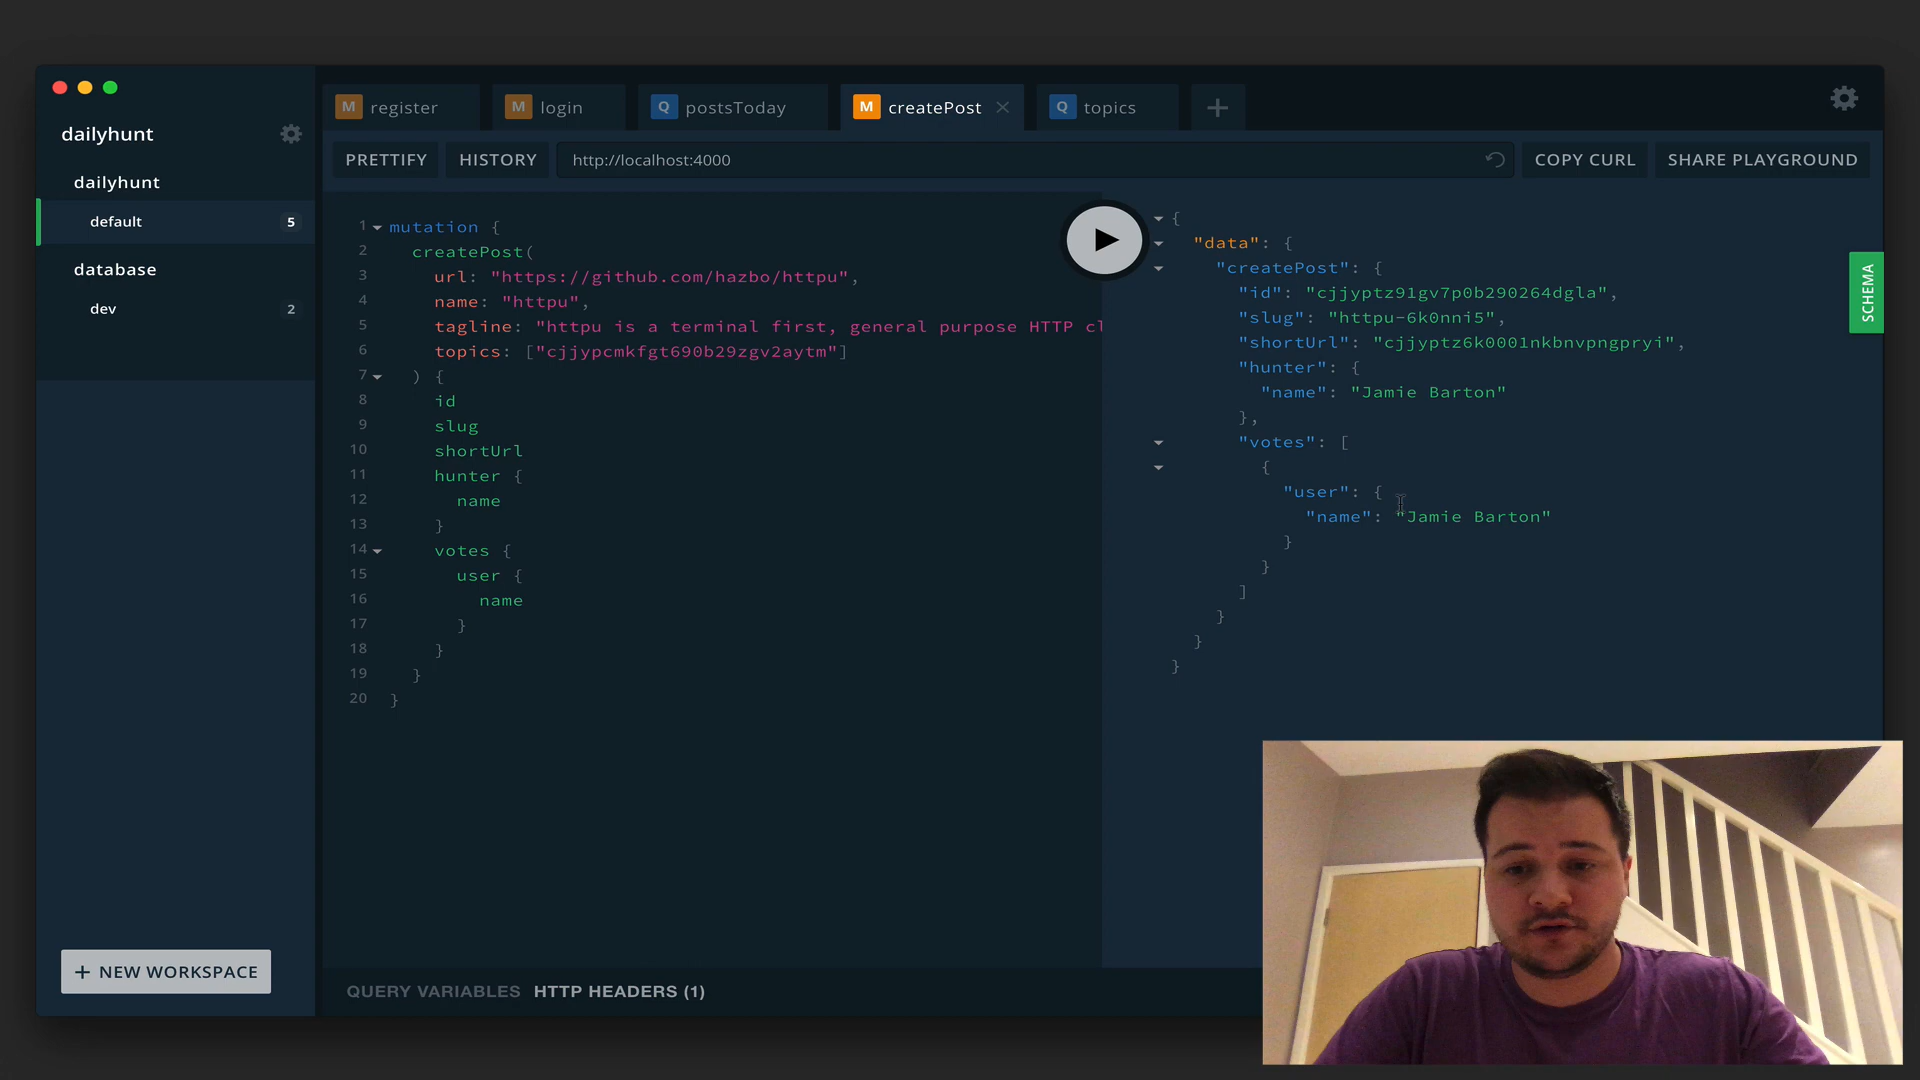 dailyhunt
dailyhunt
default 5
database
dev 2
+ NEW WORKSPACE
M register
M login
Q postsToday
M createPost ×
Q topics
+
PRETTIFY
HISTORY
http://localhost:4000
COPY CURL
SHARE PLAYGROUND
1 mutation {
2 createPost(
3 url: "https://github.com/hazbo/httpu",
4 name: "httpu",
5 tagline: "httpu is a terminal first, general purpose HTTP cl
6 topics: ["cjjypcmkfgt690b29zgv2aytm"]
7 ) {
8 id
9 slug
10 shortUrl
11 hunter {
12 name
13 }
14 votes {
15 user {
16 name
17 }
18 }
19 }
20 }
{
"data": {
"createPost": {
"id": "cjjyptz91gv7p0b290264dgla",
"slug": "httpu-6k0nni5",
"shortUrl": "cjjyptz6k0001nkbnvpngpryi",
"hunter": {
"name": "Jamie Barton"
},
"votes": [
{
"user": {
"name": "Jamie Barton"
}
}
]
}
}
}
SCHEMA
QUERY VARIABLES HTTP HEADERS (1)